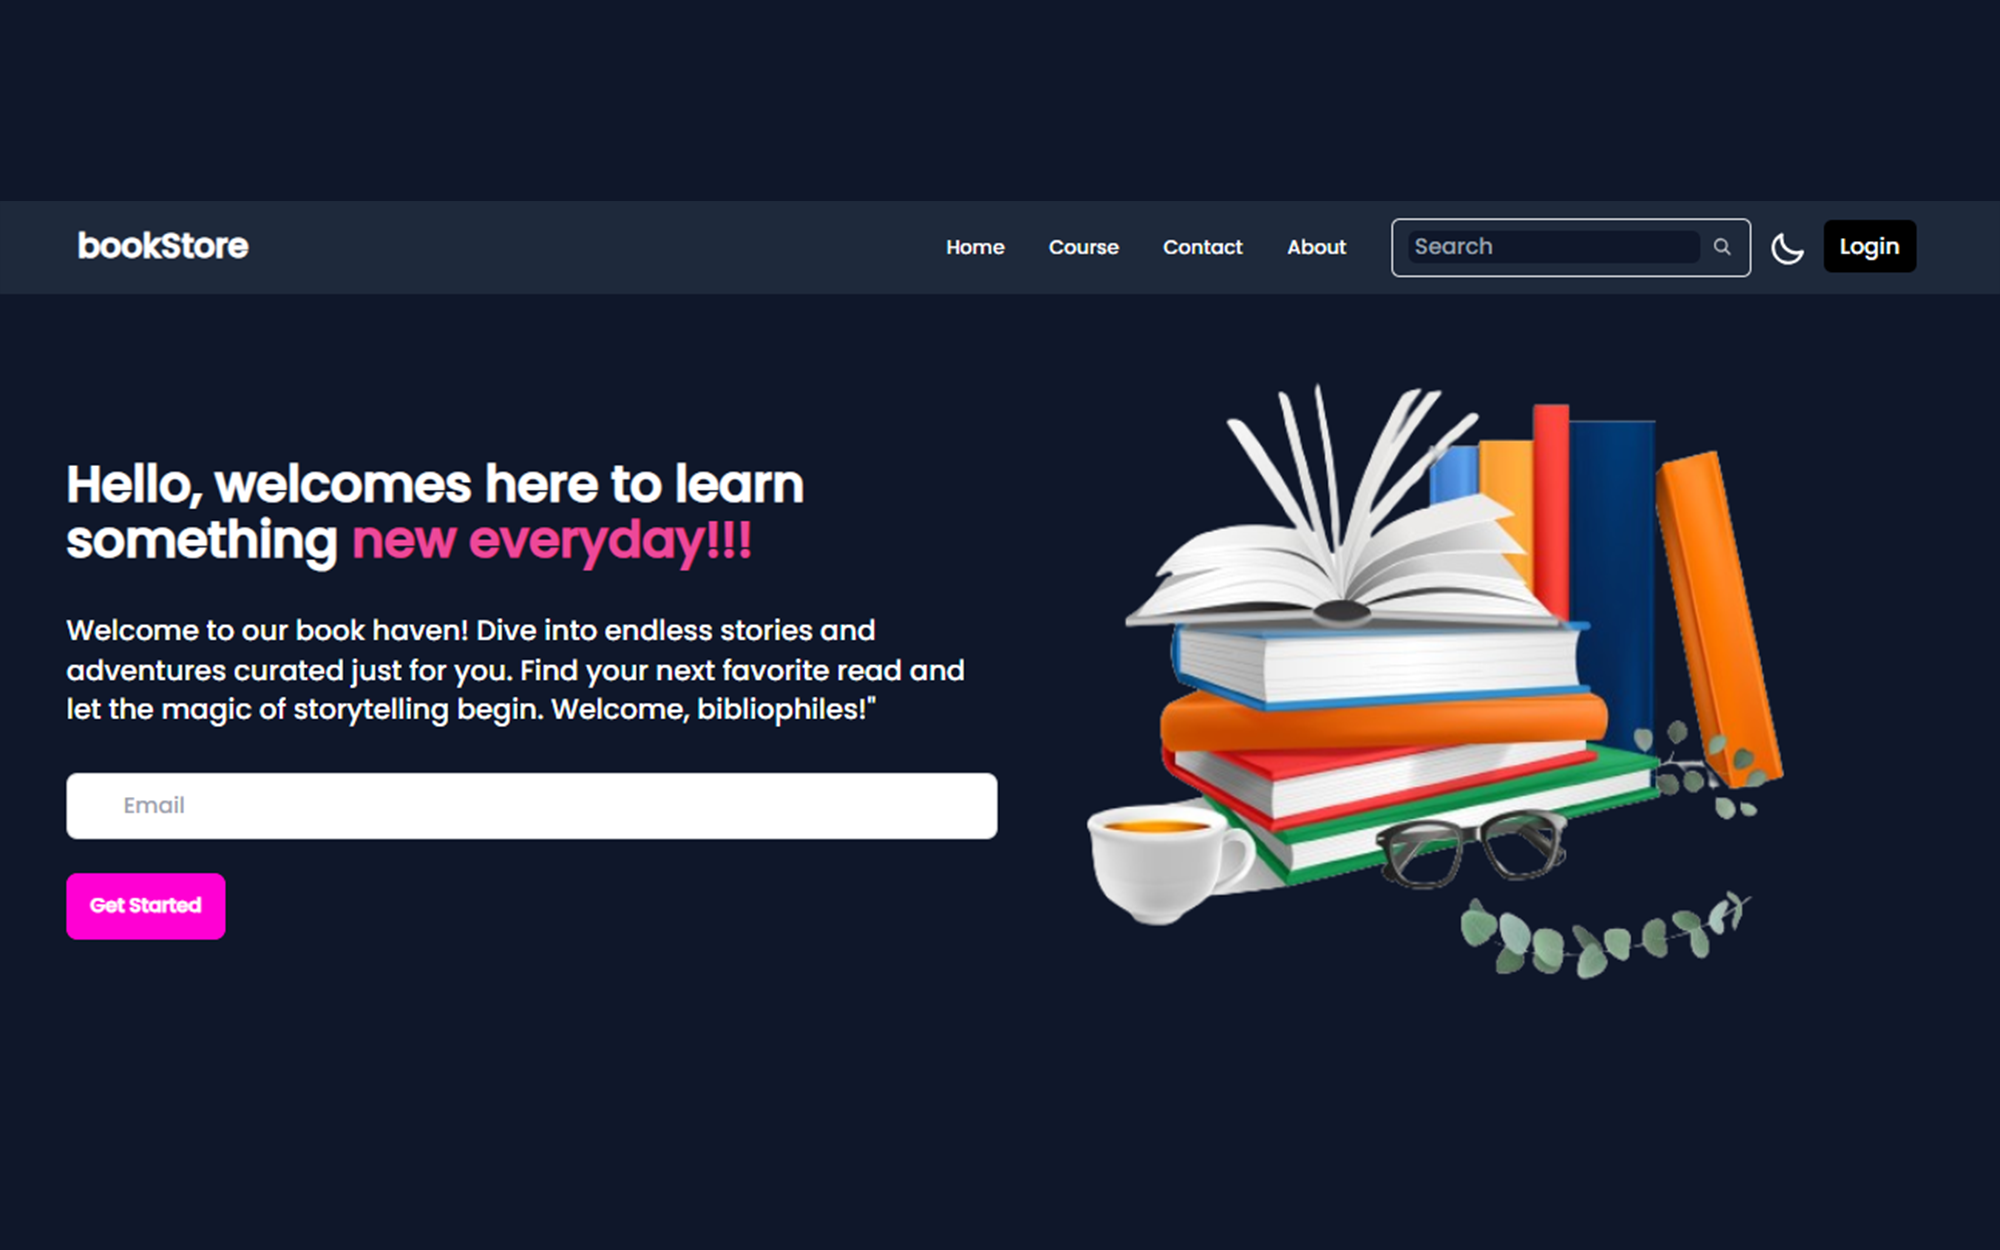 bookStore
Home Course Contact About Search Login
Hello, welcomes here to learn
something new everyday!!!
Welcome to our book haven! Dive into endless stories and
adventures curated just for you. Find your next favorite read and
let the magic of storytelling begin. Welcome, bibliophiles!"
Email
Get Started